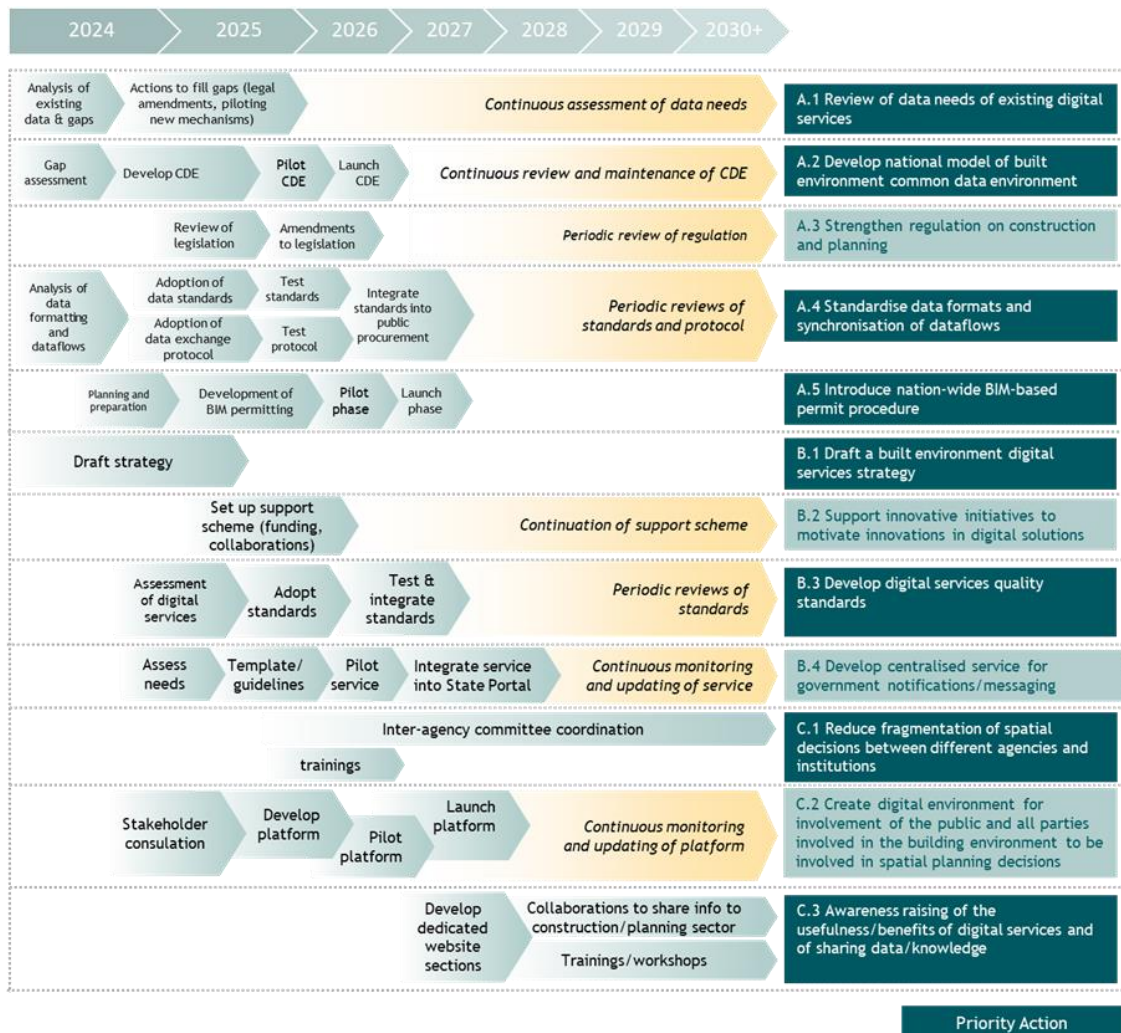 2024 2025 2026 2027 2028 2029 2030+
Analysis of
existing
data & gaps
Actions to fill gaps (legal
amendments, piloting
new mechanisms)
Continuous assessment of data needs
A.1 Review of data needs of existing digital
services
Gap
assessment
Develop CDE
Pilot
CDE
Launch
CDE
Continuous review and maintenance of CDE
A.2 Develop national model of built
environment common data environment
Review of
legislation
Amendments
to legislation
Periodic review of regulation
A.3 Strengthen regulation on construction
and planning
Analysis of
data
formatting
and
dataflows
Adoption of
data standards
Test
standards
Adoption of
data exchange
protocol
Test
protocol
Integrate
standards into
public
procurement
Periodic reviews of
standards and protocol
A.4 Standardise data formats and
synchronisation of dataflows
Planning and
preparation
Development of
BIM permitting
Pilot
phase
Launch
phase
A.5 Introduce nation-wide BIM-based
permit procedure
Draft strategy
B.1 Draft a built environment digital
services strategy
Set up support
scheme (funding,
collaborations)
Continuation of support scheme
B.2 Support innovative initiatives to
motivate innovations in digital solutions
Assessment
of digital
services
Adopt
standards
Test &
integrate
standards
Periodic reviews of
standards
B.3 Develop digital services quality
standards
Assess
needs
Template/
guidelines
Pilot
service
Integrate service
into State Portal
Continuous monitoring
and updating of service
B.4 Develop centralised service for
government notifications/messaging
Inter-agency committee coordination
trainings
C.1 Reduce fragmentation of spatial
decisions between different agencies and
institutions
Stakeholder
consulation
Develop
platform
Pilot
platform
Launch
platform
Continuous monitoring
and updating of platform
C.2 Create digital environment for
involvement of the public and all parties
involved in the building environment to be
involved in spatial planning decisions
Develop
dedicated
website
sections
Collaborations to share info to
construction/planning sector
Trainings/workshops
C.3 Awareness raising of the
usefulness/benefits of digital services and
of sharing data/knowledge
Priority Action